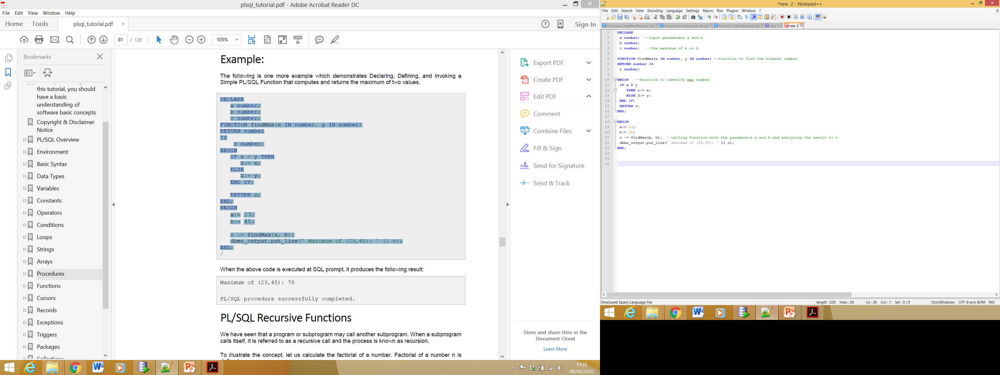 plsql_tutorial.pdf - Adobe Acrobat Reader DC
File Edit View Window Help
Home Tools plsql_tutorial.pdf ×
Sign In
81 / 128 105%
Bookmarks
this tutorial, you should
have a basic
understanding of
software basic concepts
Copyright & Disclaimer
Notice
PL/SQL Overview
Environment
Basic Syntax
Data Types
Variables
Constants
Operators
Conditions
Loops
Strings
Arrays
Procedures
Functions
Cursors
Records
Exceptions
Triggers
Packages
Example:
The following is one more example which demonstrates Declaring, Defining, and Invoking a
Simple PL/SQL Function that computes and returns the maximum of two values.
DECLARE
a number;
b number;
c number;
FUNCTION findMax(x IN number, y IN number)
RETURN number
IS
z number;
BEGIN
IF x > y THEN
z:= x;
ELSE
Z:= y;
END IF;
RETURN z;
END;
BEGIN
a:= 23;
b:= 45;
c := findMax(a, b);
dbms_output.put_line(' Maximum of (23,45): ' || c);
END;
/
When the above code is executed at SQL prompt, it produces the following result:
Maximum of (23,45): 78
PL/SQL procedure successfully completed.
PL/SQL Recursive Functions
We have seen that a program or subprogram may call another subprogram. When a subprogram
calls itself, it is referred to as a recursive call and the process is known as recursion.
To illustrate the concept, let us calculate the factorial of a number. Factorial of a number n is
Export PDF
Create PDF
Edit PDF
Comment
Combine Files
Fill & Sign
Send for Signature
Send & Track
Store and share files in the
Document Cloud
Learn More
14:35
08/04/2016
*new 2 - Notepad++
File Edit Search View Encoding Language Settings Macro Run Plugins Window ? X
Procedure AddNewStudent.sql Procedure Helloworld call.sql Function Total Students.sql new 1 new 2
1 DECLARE
2 a number; --input parameters a and b
3 b number;
4 c number; --the maximum of a or b
5
6 FUNCTION findMax(x IN number, y IN number) --function to find the highest number
7 RETURN number IS
8 z number;
9
10 BEGIN --function to identify max number
11 IF x > y
12 THEN z:= x;
13 ELSE Z:= y;
14 END IF;
15 RETURN z;
16 END;
17
18 BEGIN
19 a:= 23;
20 b:= 45;
21 c := findMax(a, b); --calling function with the parameters a and b and assigning the result to c
22 dbms_output.put_line(' Maximum of (23,45): ' || c);
23 END;
24
25
26
Structured Query Language file length : 520 lines : 26 Ln : 26 Col : 1 Sel : 0 | 0 Dos\Windows UTF-8 w/o BOM INS